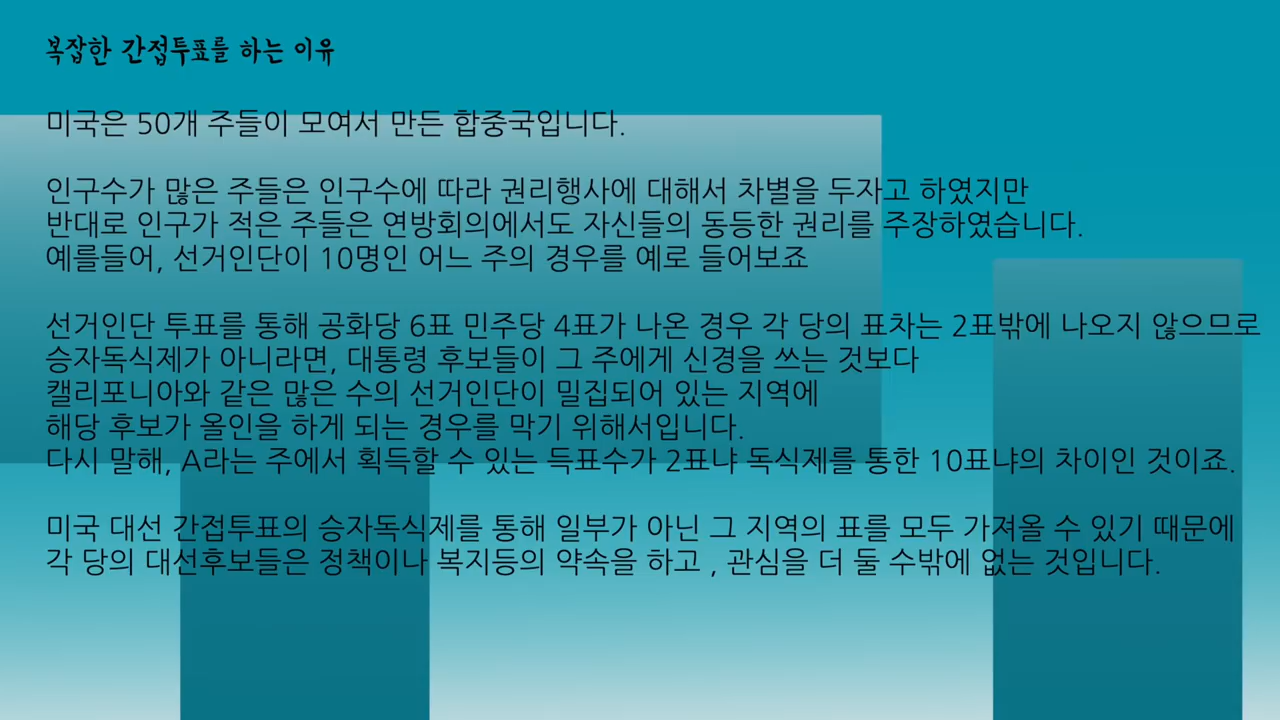 복잡한 간접투표를 하는 이유
미국은 50개 주들이 모여서 만든 합중국입니다.
인구수가 많은 주들은 인구수에 따라 권리행사에 대해서 차별을 두자고 하였지만
반대로 인구가 적은 주들은 연방회의에서도 자신들의 동등한 권리를 주장하였습니다.
예를들어, 선거인단이 10명인 어느 주의 경우를 예로 들어보죠
선거인단 투표를 통해 공화당 6표 민주당 4표가 나온 경우 각 당의 표차는 2표밖에 나오지 않으므로
승자독식제가 아니라면, 대통령 후보들이 그 주에게 신경을 쓰는 것보다
캘리포니아와 같은 많은 수의 선거인단이 밀집되어 있는 지역에
해당 후보가 올인을 하게 되는 경우를 막기 위해서입니다.
다시 말해, A라는 주에서 획득할 수 있는 득표수가 2표냐 독식제를 통한 10표냐의 차이인 것이죠.
미국 대선 간접투표의 승자독식제를 통해 일부가 아닌 그 지역의 표를 모두 가져올 수 있기 때문에
각 당의 대선후보들은 정책이나 복지등의 약속을 하고 , 관심을 더 둘 수밖에 없는 것입니다.